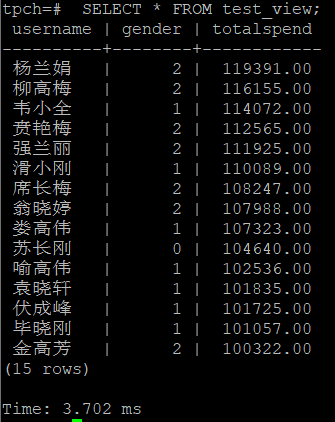 tpch=#  SELECT * FROM test_view;
 username | gender | totalspend
----------+--------+------------
 杨兰娟   |      2 |  119391.00
 柳高梅   |      2 |  116155.00
 韦小全   |      1 |  114072.00
 贲艳梅   |      2 |  112565.00
 强兰丽   |      2 |  111925.00
 滑小刚   |      1 |  110089.00
 席长梅   |      2 |  108247.00
 翁晓婷   |      2 |  107988.00
 娄高伟   |      1 |  107323.00
 苏长刚   |      0 |  104640.00
 喻高伟   |      1 |  102536.00
 袁晓轩   |      1 |  101835.00
 伏成峰   |      1 |  101725.00
 毕晓刚   |      1 |  101057.00
 金高芳   |      2 |  100322.00
(15 rows)
Time: 3.702 ms